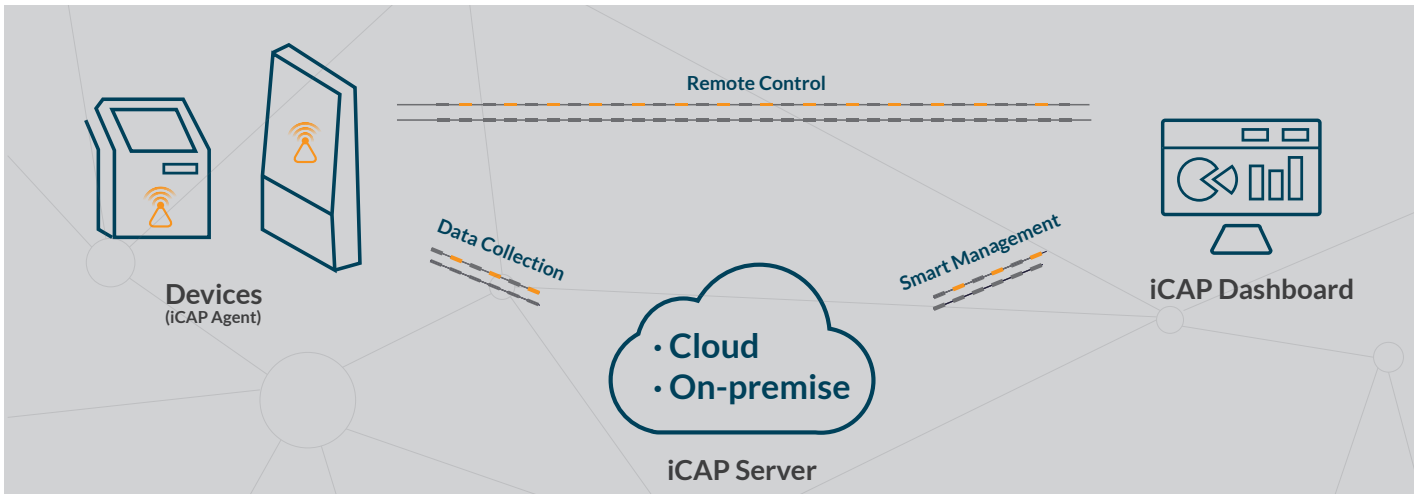 Remote Control
Data Collection
Smart Management
Devices
(iCAP Agent)
iCAP Dashboard
· Cloud
· On-premise
iCAP Server